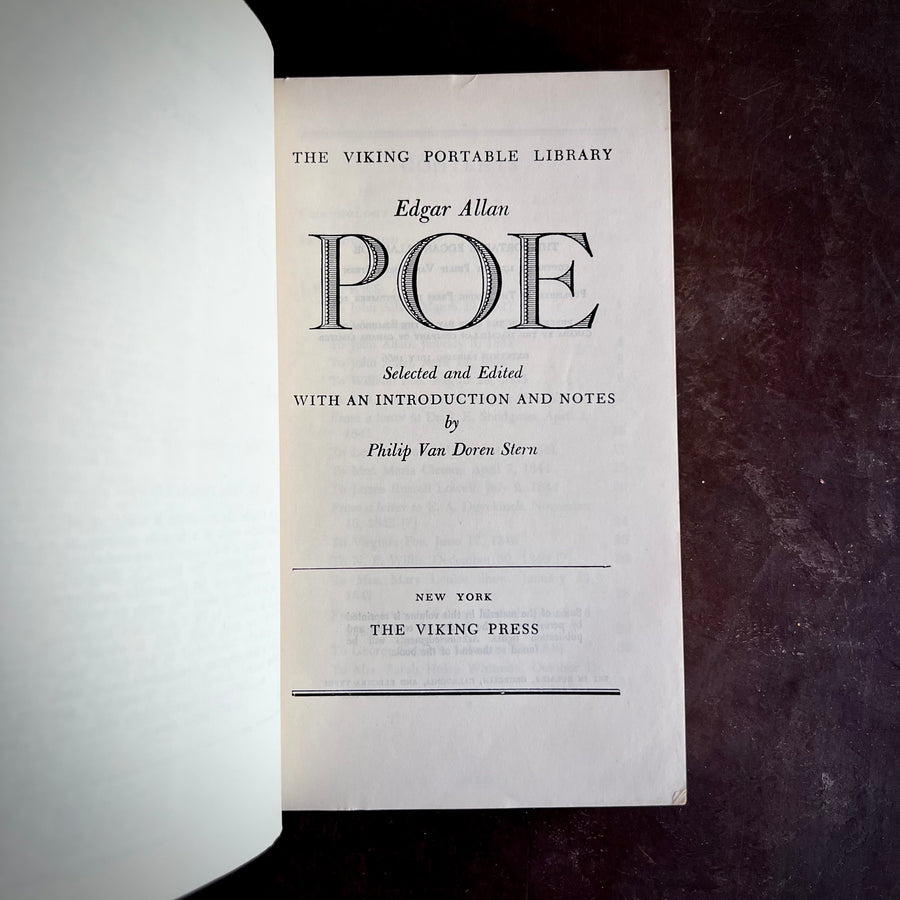 THE VIKING PORTABLE LIBRARY
Edgar Allan
POE
Selected and Edited
WITH AN INTRODUCTION AND NOTES
by
Philip Van Doren Stern
NEW YORK
THE VIKING PRESS